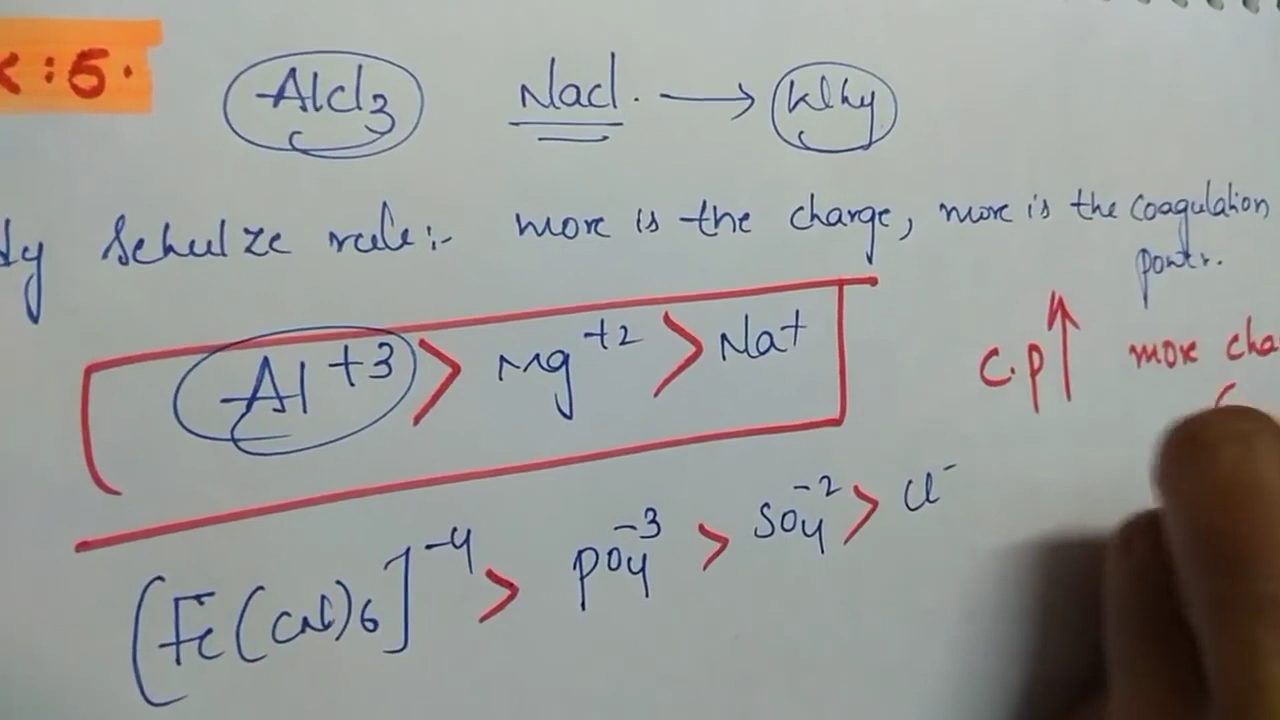 : 5.
AlCl3 NaCl. → Why
dy Schulze rule:- more is the charge, more is the coagulation
power.
Al+3 > Mg+2 > Na+
C.P↑ more cha
[Fe(CN)6]-4 > PO4-3 > SO4-2 > Cl-